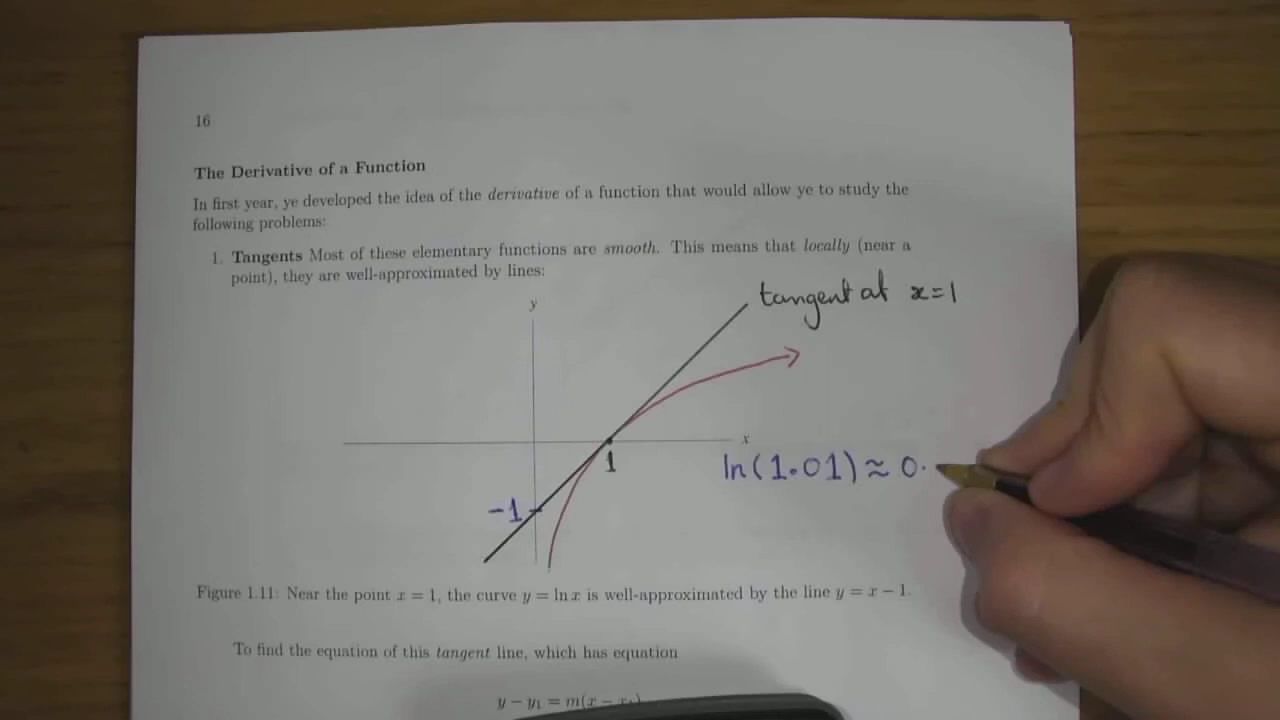 16
The Derivative of a Function
In first year, ye developed the idea of the derivative of a function that would allow ye to study the
following problems:
1. Tangents Most of these elementary functions are smooth. This means that locally (near a
point), they are well-approximated by lines:
y
tangent at x=1
x
1
ln(1.01)≈0.
-1
Figure 1.11: Near the point x = 1, the curve y = ln x is well-approximated by the line y = x − 1.
To find the equation of this tangent line, which has equation
y − y₁ = m(x − x₁)